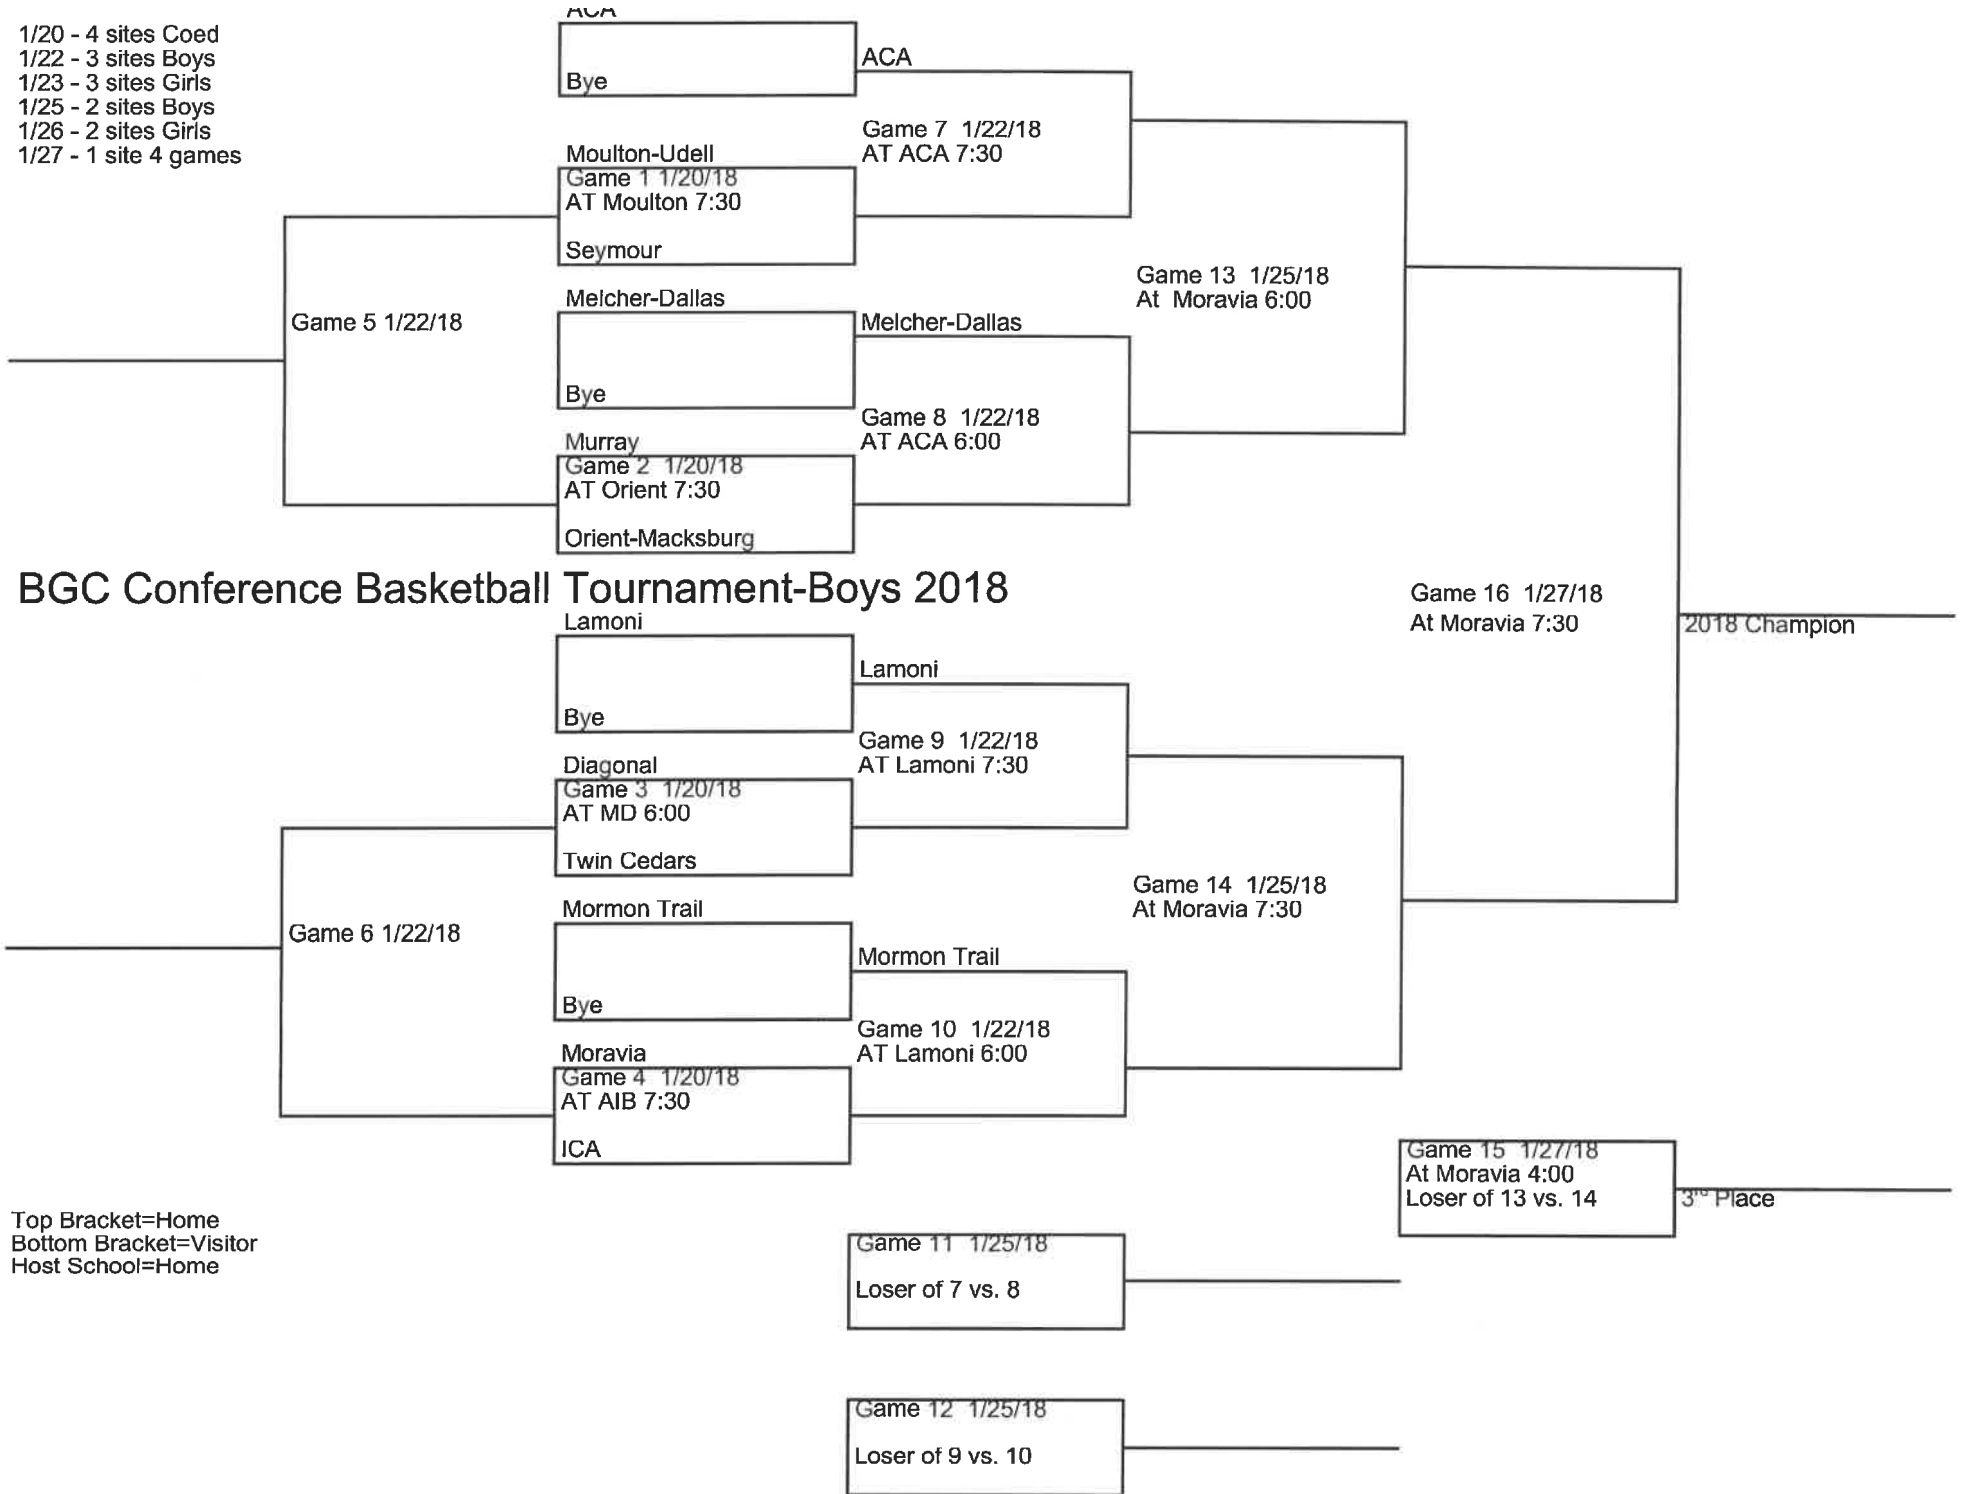 1/20 - 4 sites Coed
1/22 - 3 sites Boys
1/23 - 3 sites Girls
1/25 - 2 sites Boys
1/26 - 2 sites Girls
1/27 - 1 site 4 games
ACA
Bye
ACA
Game 7 1/22/18
AT ACA 7:30
Moulton-Udell
Game 1 1/20/18
AT Moulton 7:30
Seymour
Game 13 1/25/18
At Moravia 6:00
Melcher-Dallas
Game 5 1/22/18
Bye
Melcher-Dallas
Game 8 1/22/18
AT ACA 6:00
Murray
Game 2 1/20/18
AT Orient 7:30
Orient-Macksburg
BGC Conference Basketball Tournament-Boys 2018
Game 16 1/27/18
At Moravia 7:30
2018 Champion
Lamoni
Bye
Lamoni
Game 9 1/22/18
AT Lamoni 7:30
Diagonal
Game 3 1/20/18
AT MD 6:00
Twin Cedars
Game 14 1/25/18
At Moravia 7:30
Mormon Trail
Game 6 1/22/18
Bye
Mormon Trail
Game 10 1/22/18
AT Lamoni 6:00
Moravia
Game 4 1/20/18
AT AIB 7:30
ICA
Game 15 1/27/18
At Moravia 4:00
Loser of 13 vs. 14
3rd Place
Top Bracket=Home
Bottom Bracket=Visitor
Host School=Home
Game 11 1/25/18
Loser of 7 vs. 8
Game 12 1/25/18
Loser of 9 vs. 10